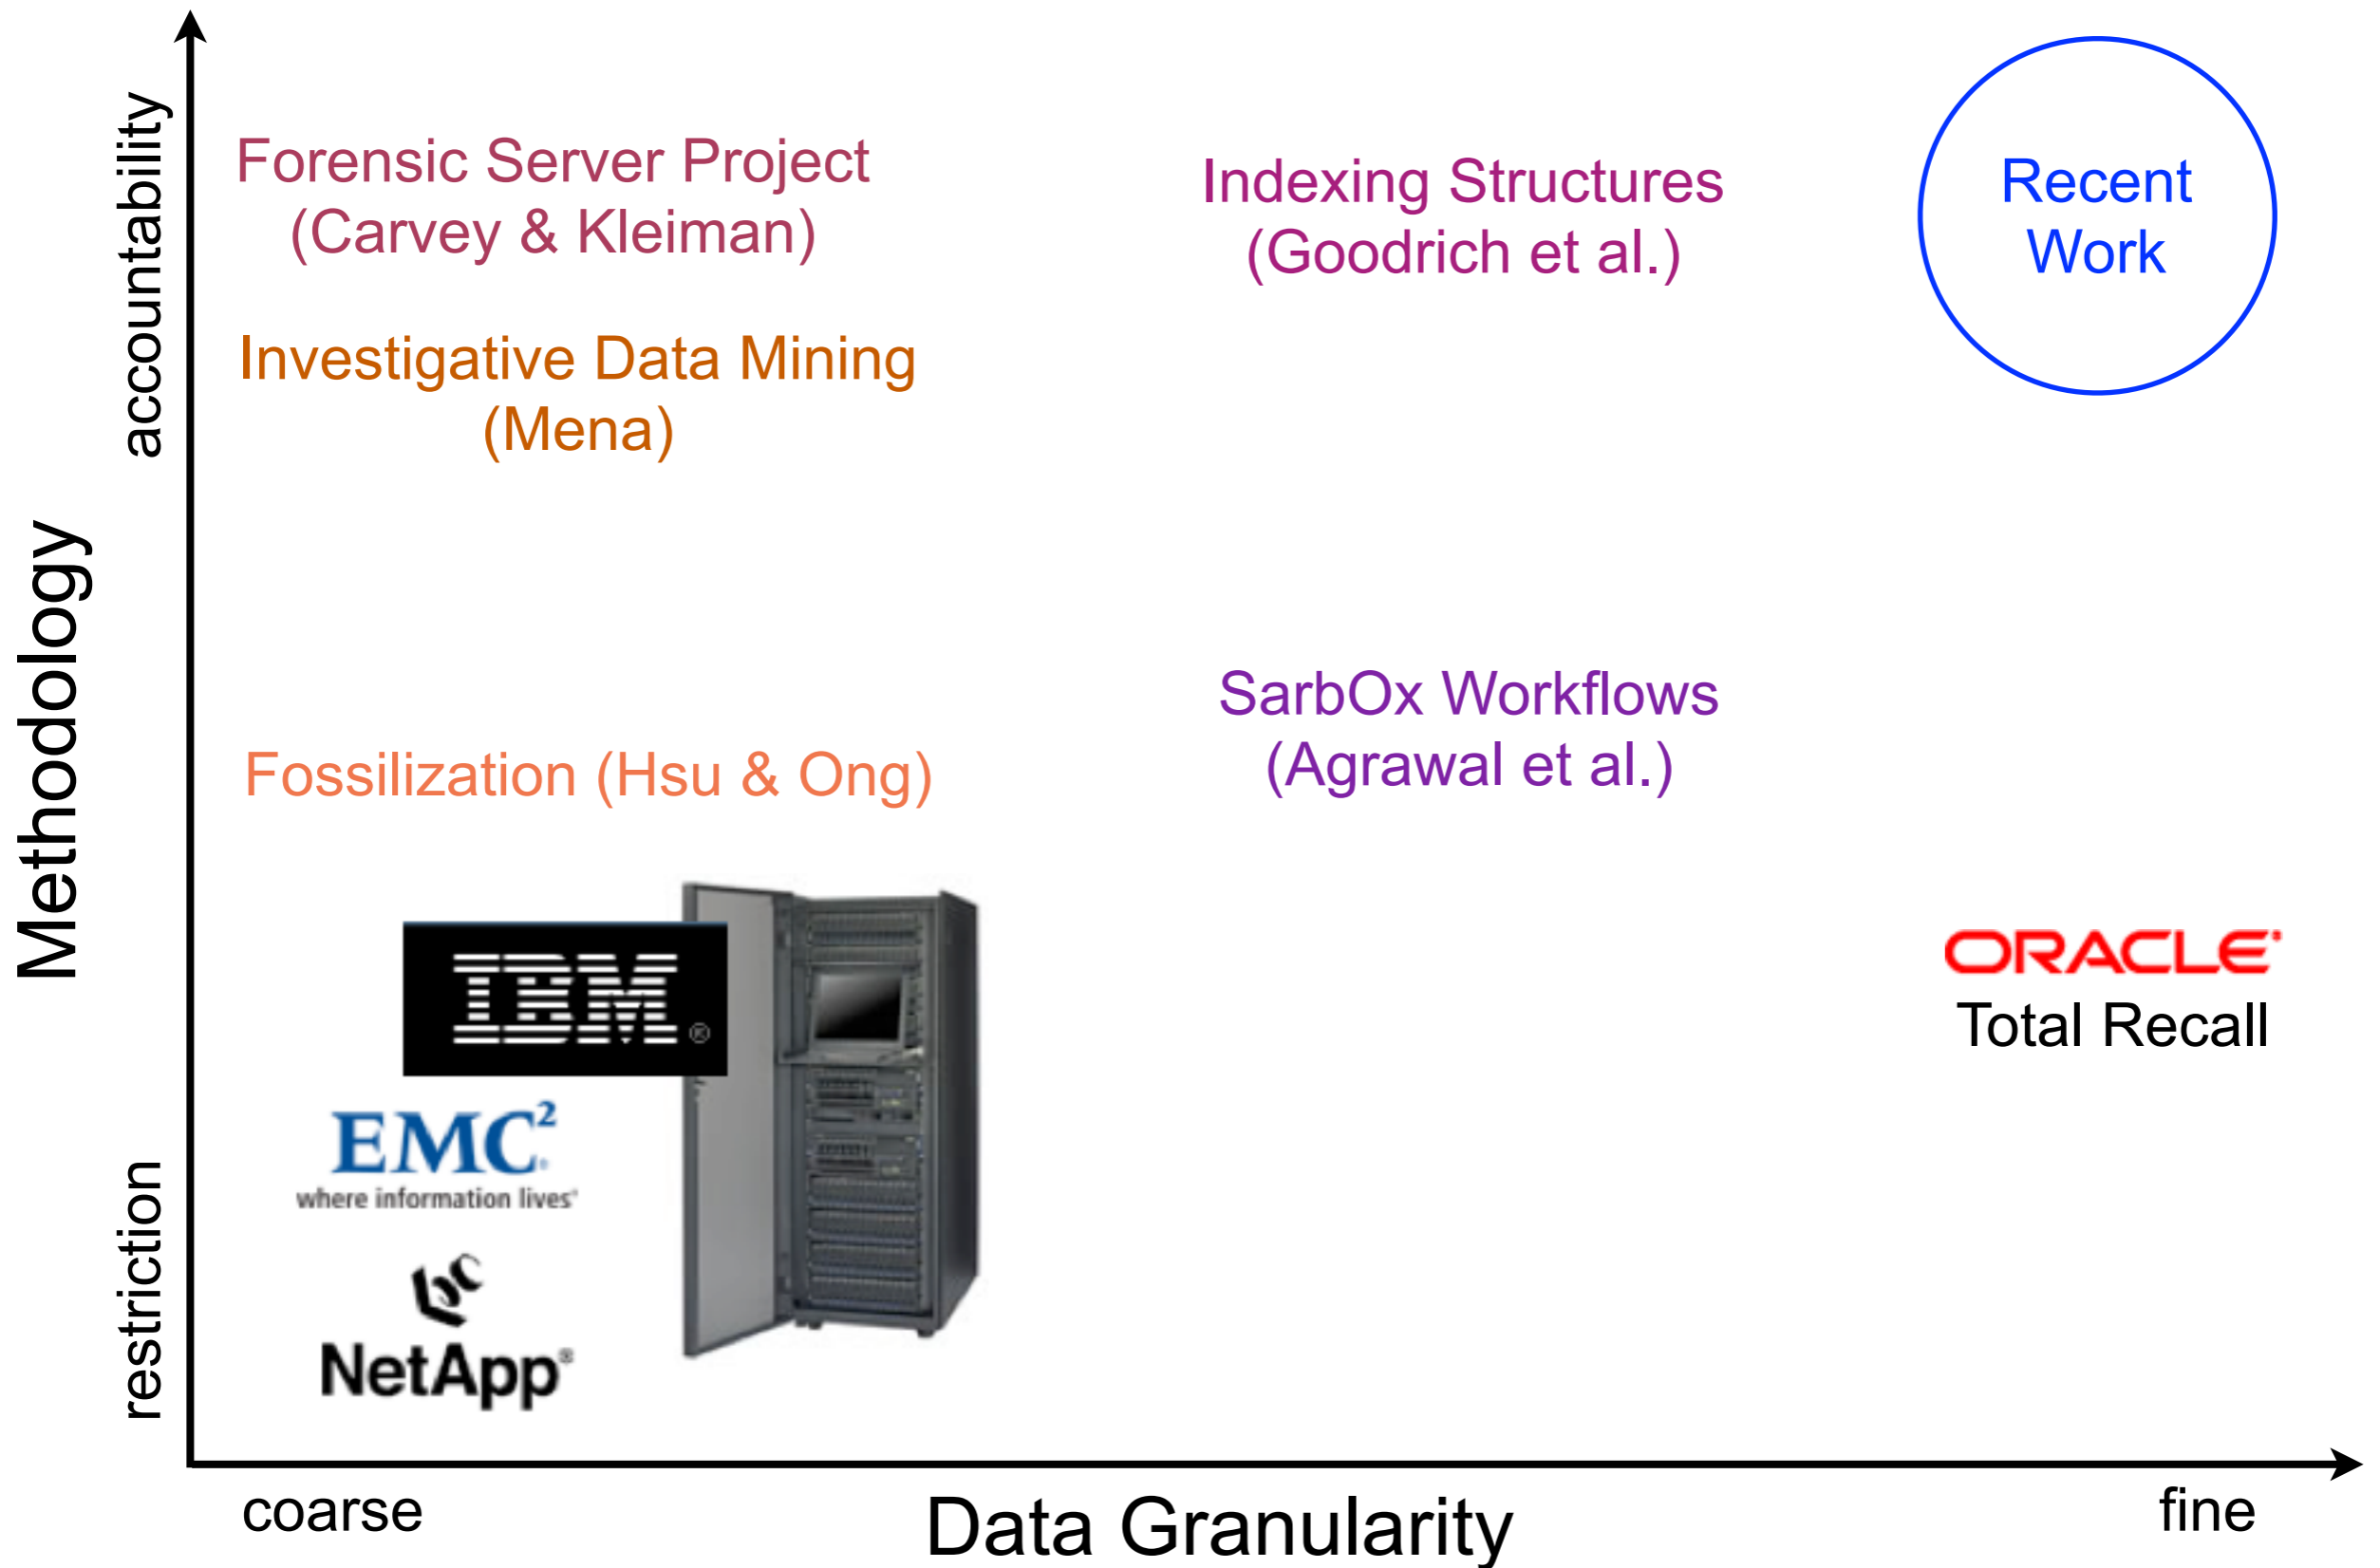 Methodology
accountability
restriction
Forensic Server Project
(Carvey & Kleiman)
Investigative Data Mining
(Mena)
Indexing Structures
(Goodrich et al.)
Recent
Work
Fossilization (Hsu & Ong)
SarbOx Workflows
(Agrawal et al.)
IBM®
EMC²
where information lives®
NetApp®
ORACLE®
Total Recall
coarse
Data Granularity
fine